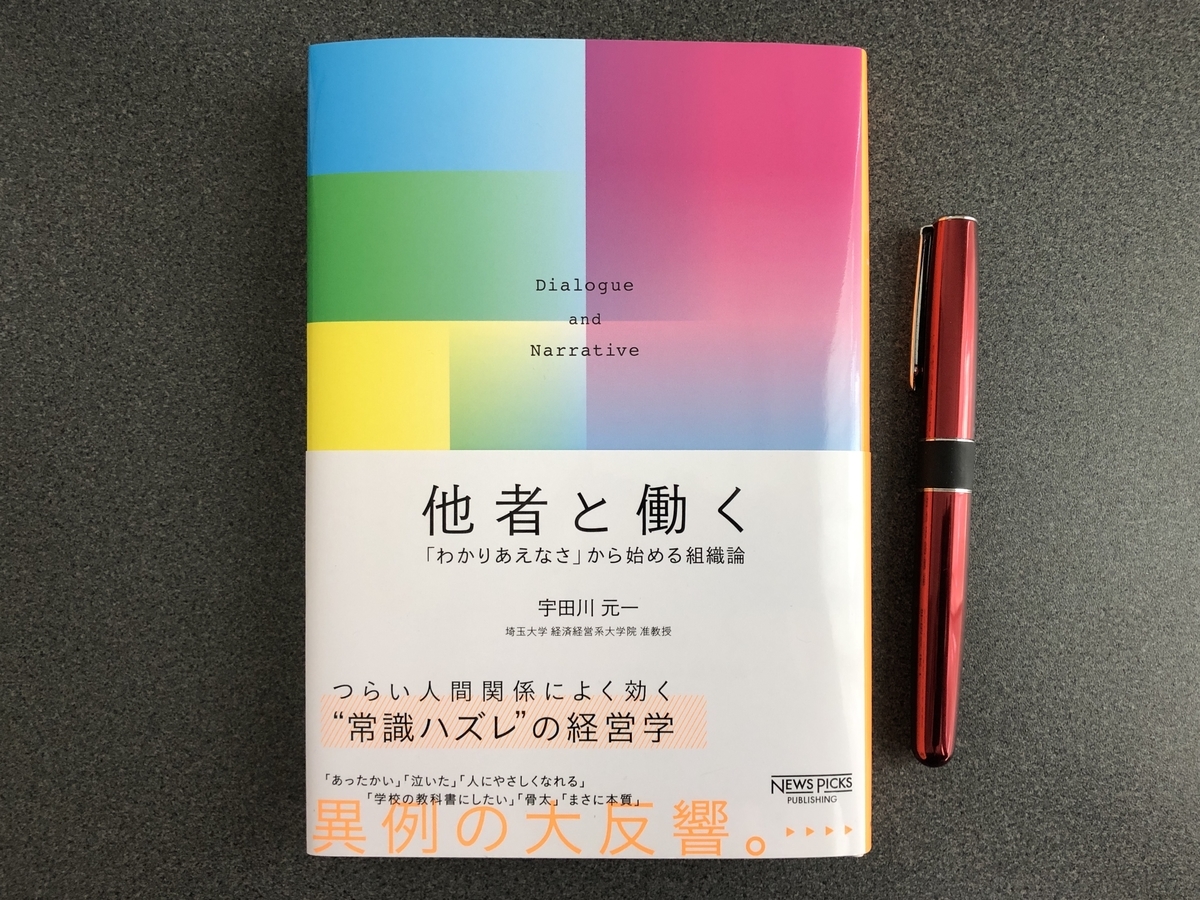 Dialogue
and
Narrative
他者と働く
「わかりあえなさ」から始める組織論
宇田川 元一
埼玉大学 経済経営系大学院 准教授
つらい人間関係によく効く
“常識ハズレ”の経営学
「あったかい」「泣いた」「人にやさしくなれる」
「学校の教科書にしたい」「骨太」「まさに本質」
異例の大反響。
NEWS PICKS
PUBLISHING